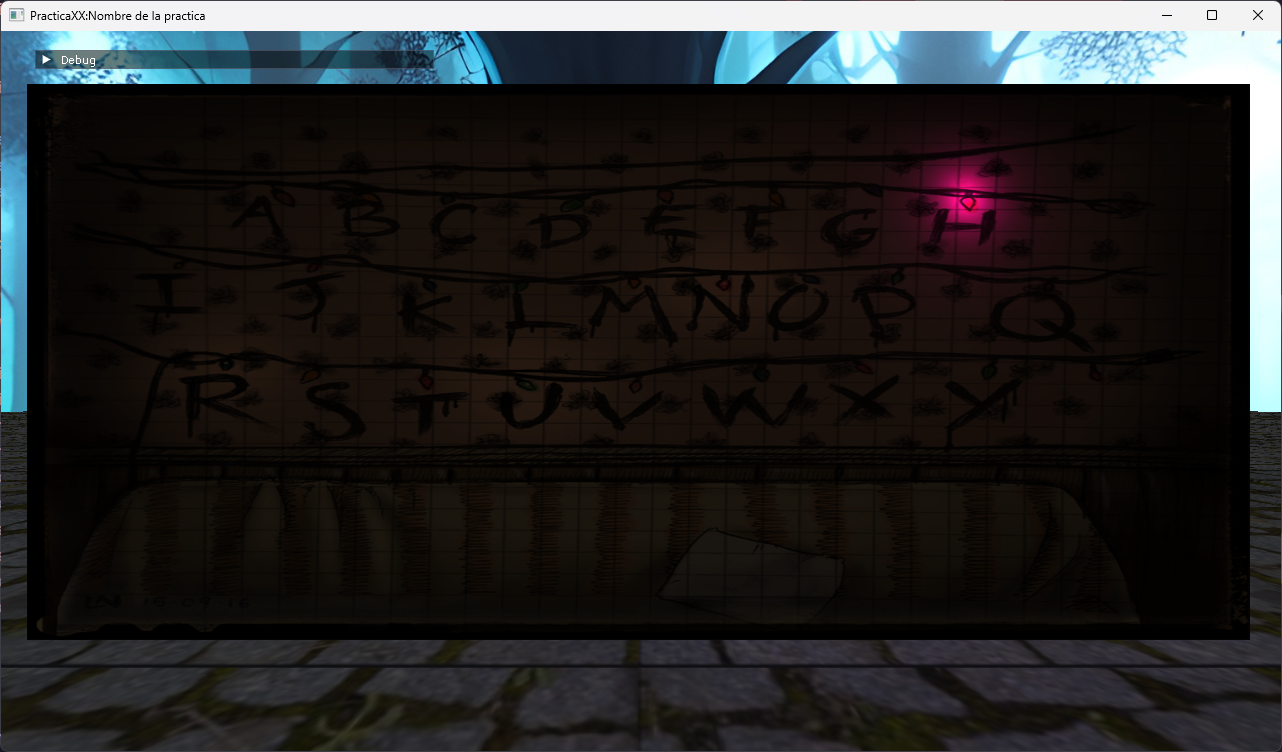 PracticaXX:Nombre de la practica
Debug
A B C D E F G H
I J K L M N O P Q
R S T U V W X Y